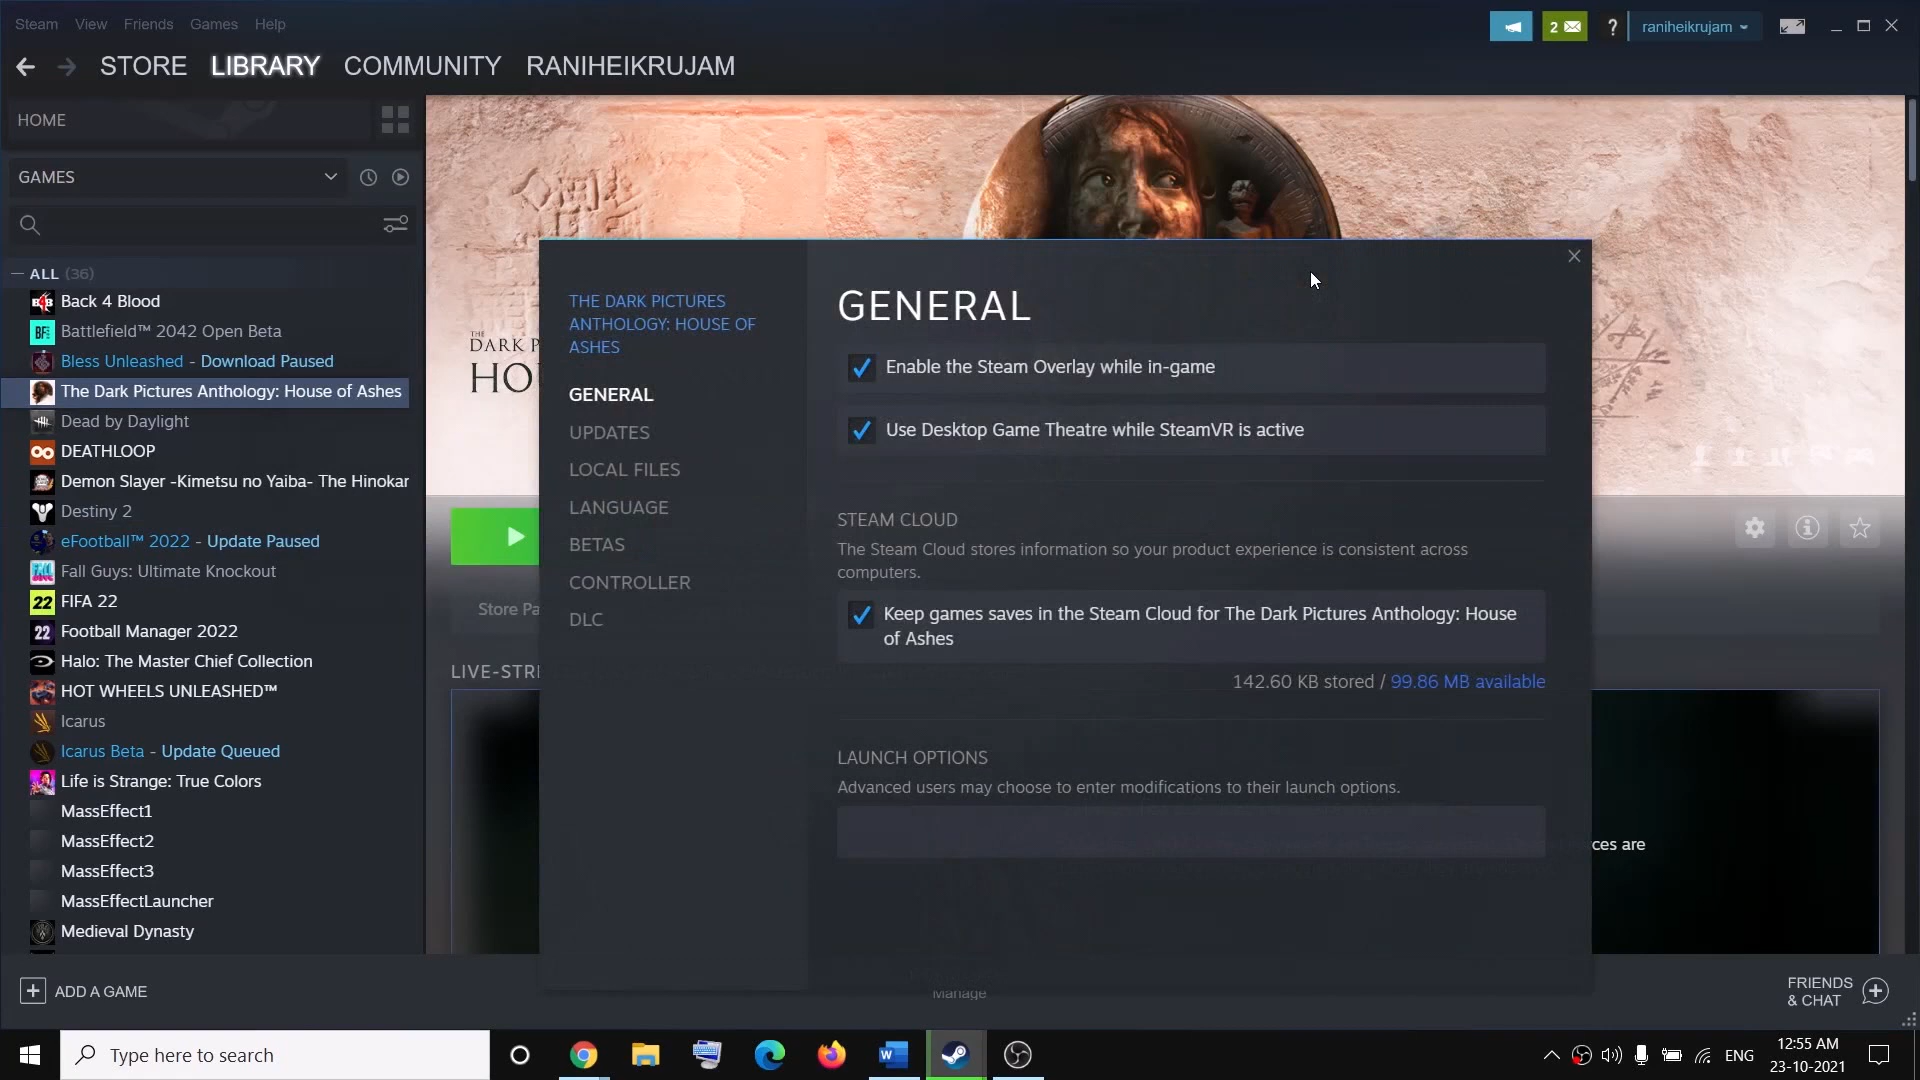 Steam View Friends Games Help
2 ? raniheikrujam
STORE LIBRARY COMMUNITY RANIHEIKRUJAM
HOME
GAMES
ALL (36)
Back 4 Blood
Battlefield™ 2042 Open Beta
Bless Unleashed - Download Paused
The Dark Pictures Anthology: House of Ashes
Dead by Daylight
DEATHLOOP
Demon Slayer -Kimetsu no Yaiba- The Hinokar
Destiny 2
eFootball™ 2022 - Update Paused
Fall Guys: Ultimate Knockout
FIFA 22
Football Manager 2022
Halo: The Master Chief Collection
HOT WHEELS UNLEASHED™
Icarus
Icarus Beta - Update Queued
Life is Strange: True Colors
MassEffect1
MassEffect2
MassEffect3
MassEffectLauncher
Medieval Dynasty
ADD A GAME
THE
DARK P
HO
Store Pa
LIVE-STR
THE DARK PICTURES
ANTHOLOGY: HOUSE OF
ASHES
GENERAL
UPDATES
LOCAL FILES
LANGUAGE
BETAS
CONTROLLER
DLC
GENERAL
Enable the Steam Overlay while in-game
Use Desktop Game Theatre while SteamVR is active
STEAM CLOUD
The Steam Cloud stores information so your product experience is consistent across
computers.
Keep games saves in the Steam Cloud for The Dark Pictures Anthology: House
of Ashes
142.60 KB stored / 99.86 MB available
LAUNCH OPTIONS
Advanced users may choose to enter modifications to their launch options.
ces are
Manage
FRIENDS
& CHAT
Type here to search
ENG
12:55 AM
23-10-2021